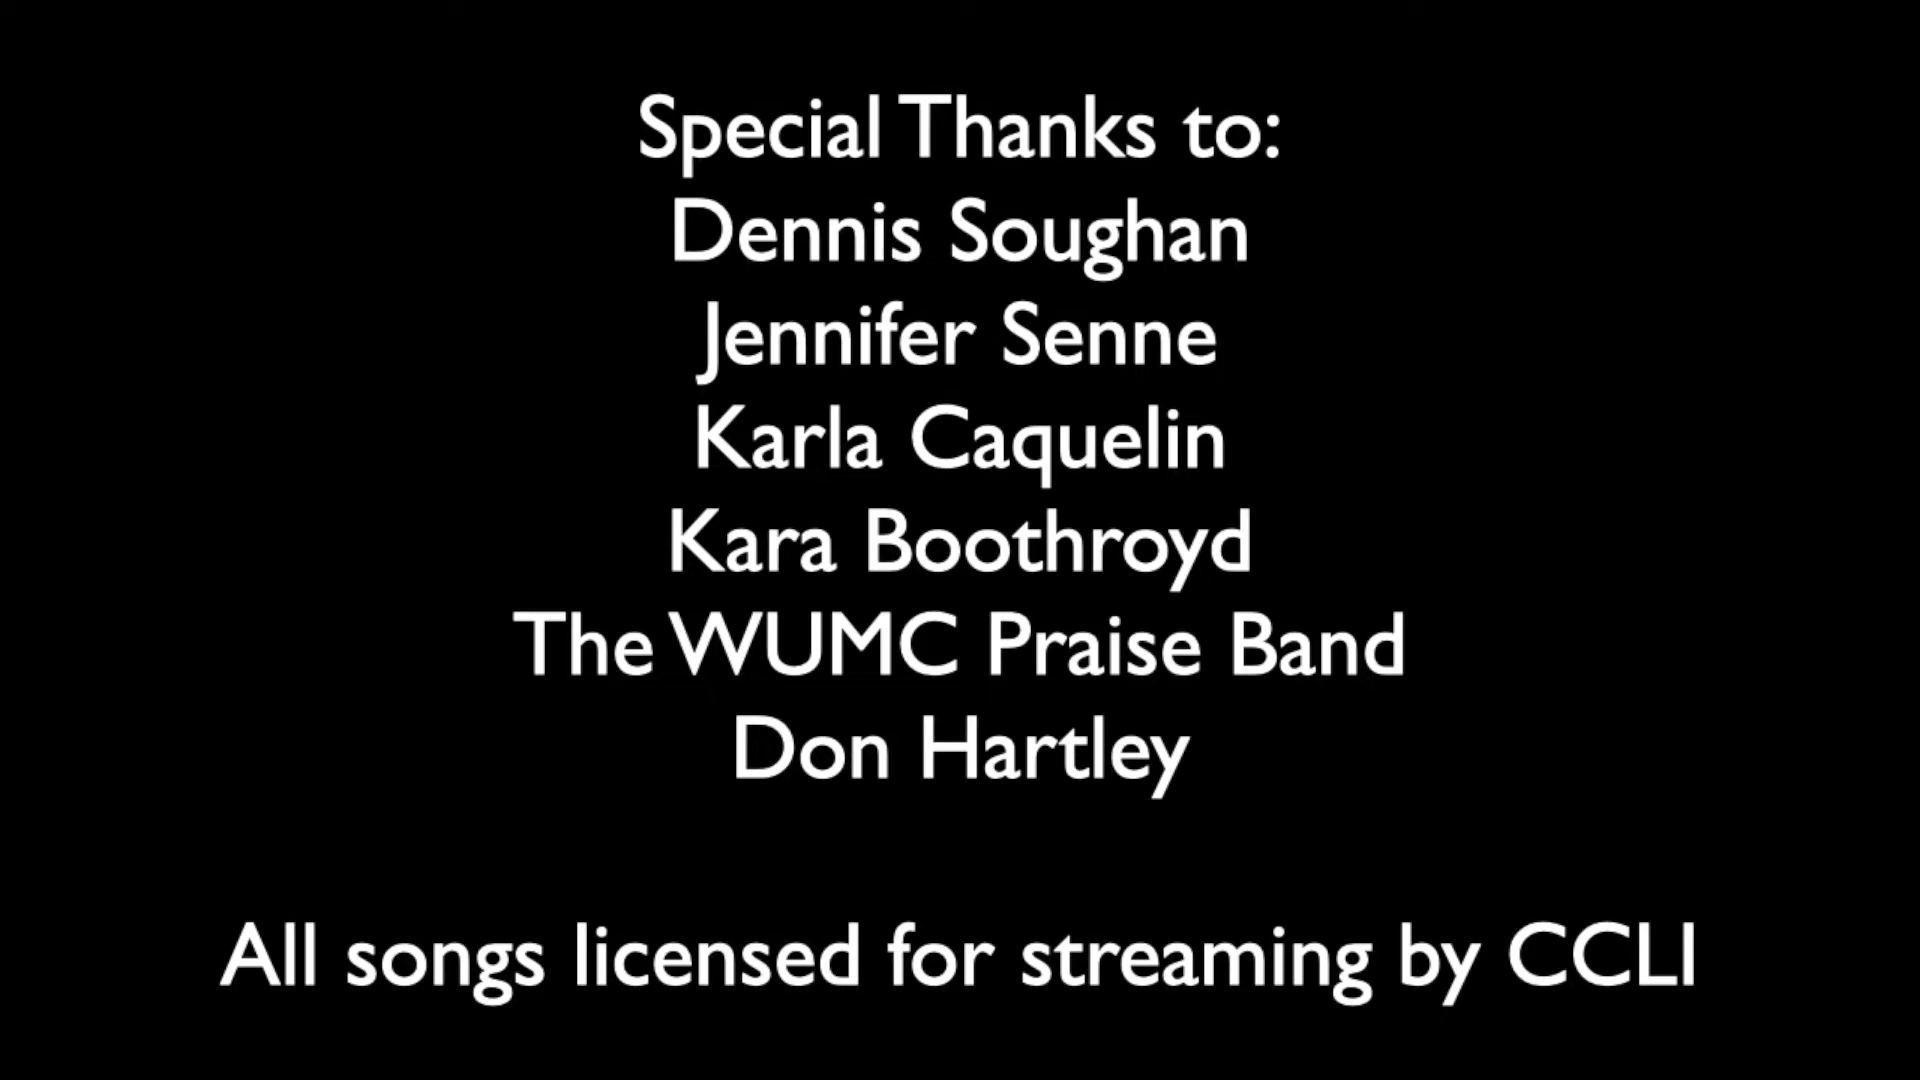 Special Thanks to:
Dennis Soughan
Jennifer Senne
Karla Caquelin
Kara Boothroyd
The WUMC Praise Band
Don Hartley
All songs licensed for streaming by CCLI